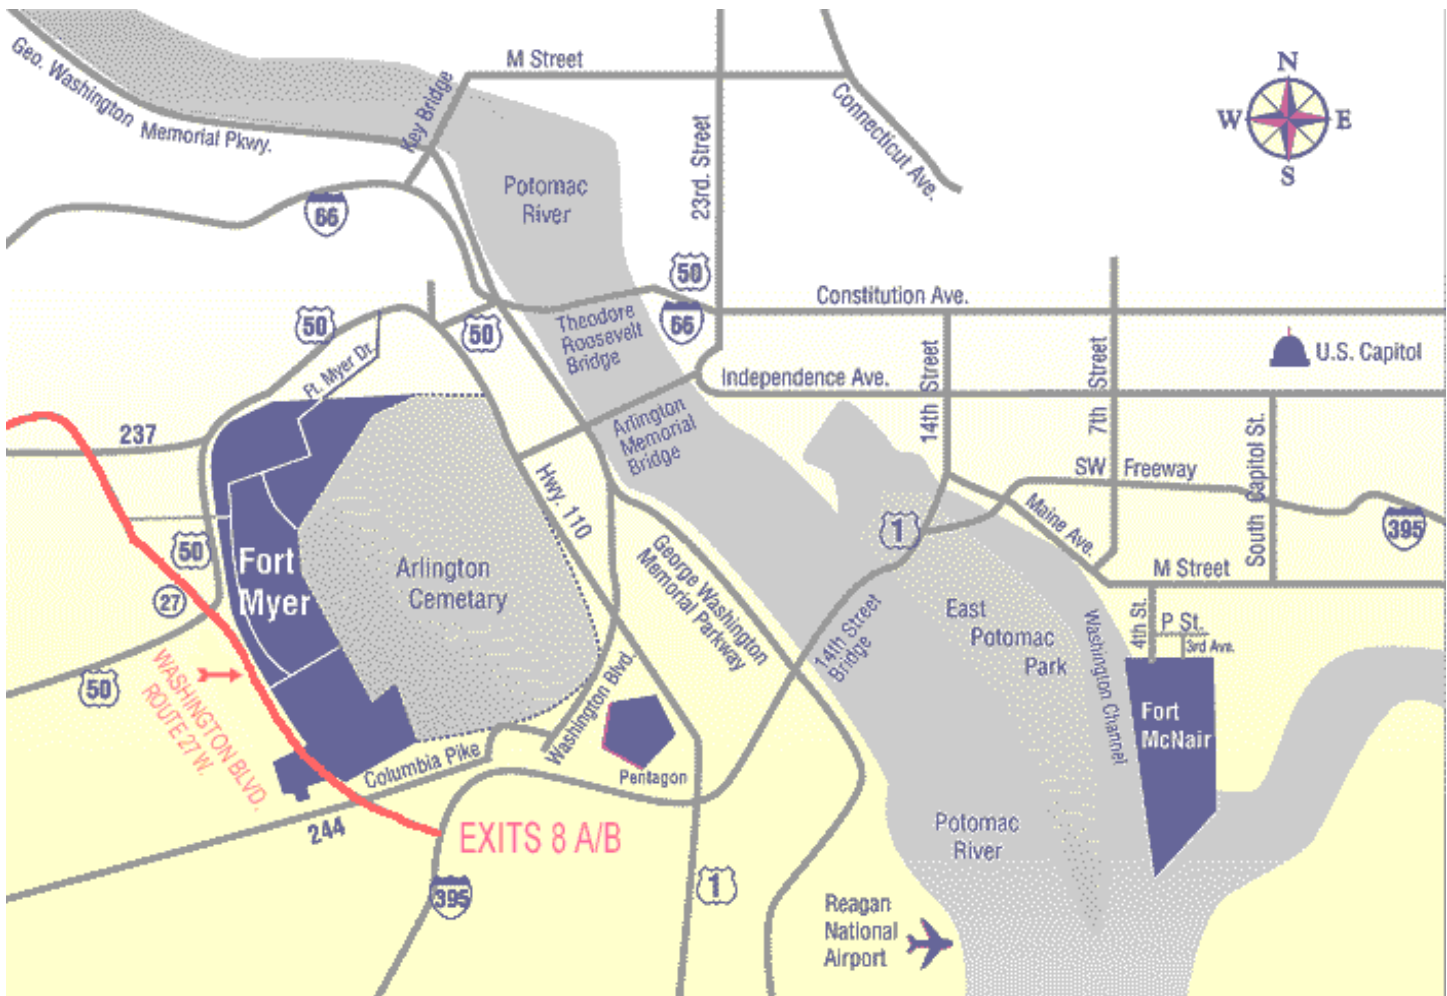 M Street
N
W
E
S
Geo. Washington
Memorial Pkwy.
Key Bridge
Connecticut Ave.
23rd. Street
Potomac
River
66
50
Constitution Ave.
50
50
Theodore
Roosevelt
Bridge
66
U.S. Capitol
Ft. Myer Dr.
Independence Ave.
14th Street
7th Street
237
Arlington
Memorial
Bridge
South Capitol St.
SW Freeway
Hwy. 110
Maine Ave.
1
395
50
Fort
Myer
Arlington
Cemetary
George Washington
Memorial Parkway
M Street
27
14th Street
Bridge
East
Potomac
Park
Washington Channel
4th St.
P St.
3rd Ave.
50
WASHINGTON BLVD.
ROUTE 27 W.
Washington Blvd.
Fort
McNair
Columbia Pike
Pentagon
244
EXITS 8 A/B
Potomac
River
395
1
Reagan
National
Airport